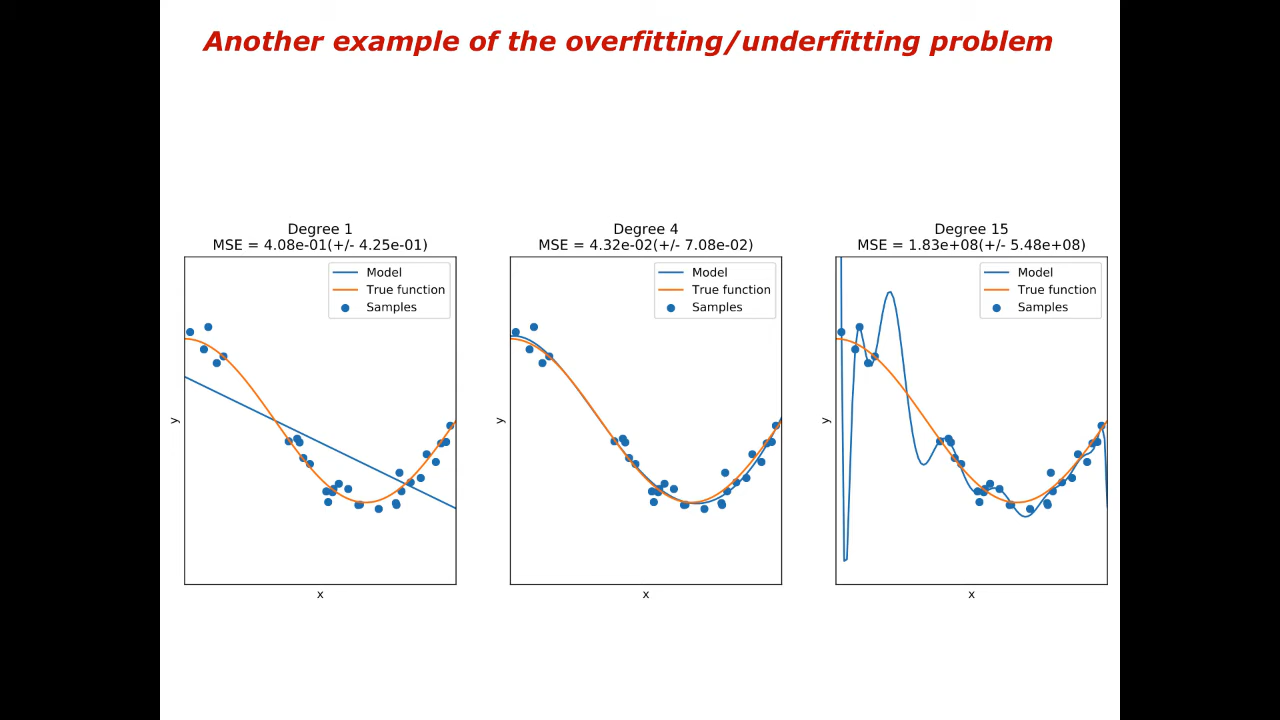 Another example of the overfitting/underfitting problem
Degree 1
MSE = 4.08e-01(+/- 4.25e-01)
Model
True function
Samples
y
x
Degree 4
MSE = 4.32e-02(+/- 7.08e-02)
Model
True function
Samples
y
x
Degree 15
MSE = 1.83e+08(+/- 5.48e+08)
Model
True function
Samples
y
x